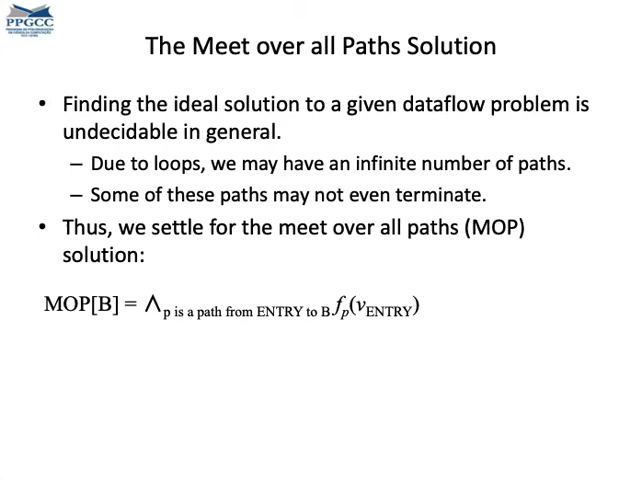 PPGCC
The Meet over all Paths Solution
• Finding the ideal solution to a given dataflow problem is
undecidable in general.
– Due to loops, we may have an infinite number of paths.
– Some of these paths may not even terminate.
• Thus, we settle for the meet over all paths (MOP)
solution:
MOP[B] = ∧p is a path from ENTRY to B fp(vENTRY)